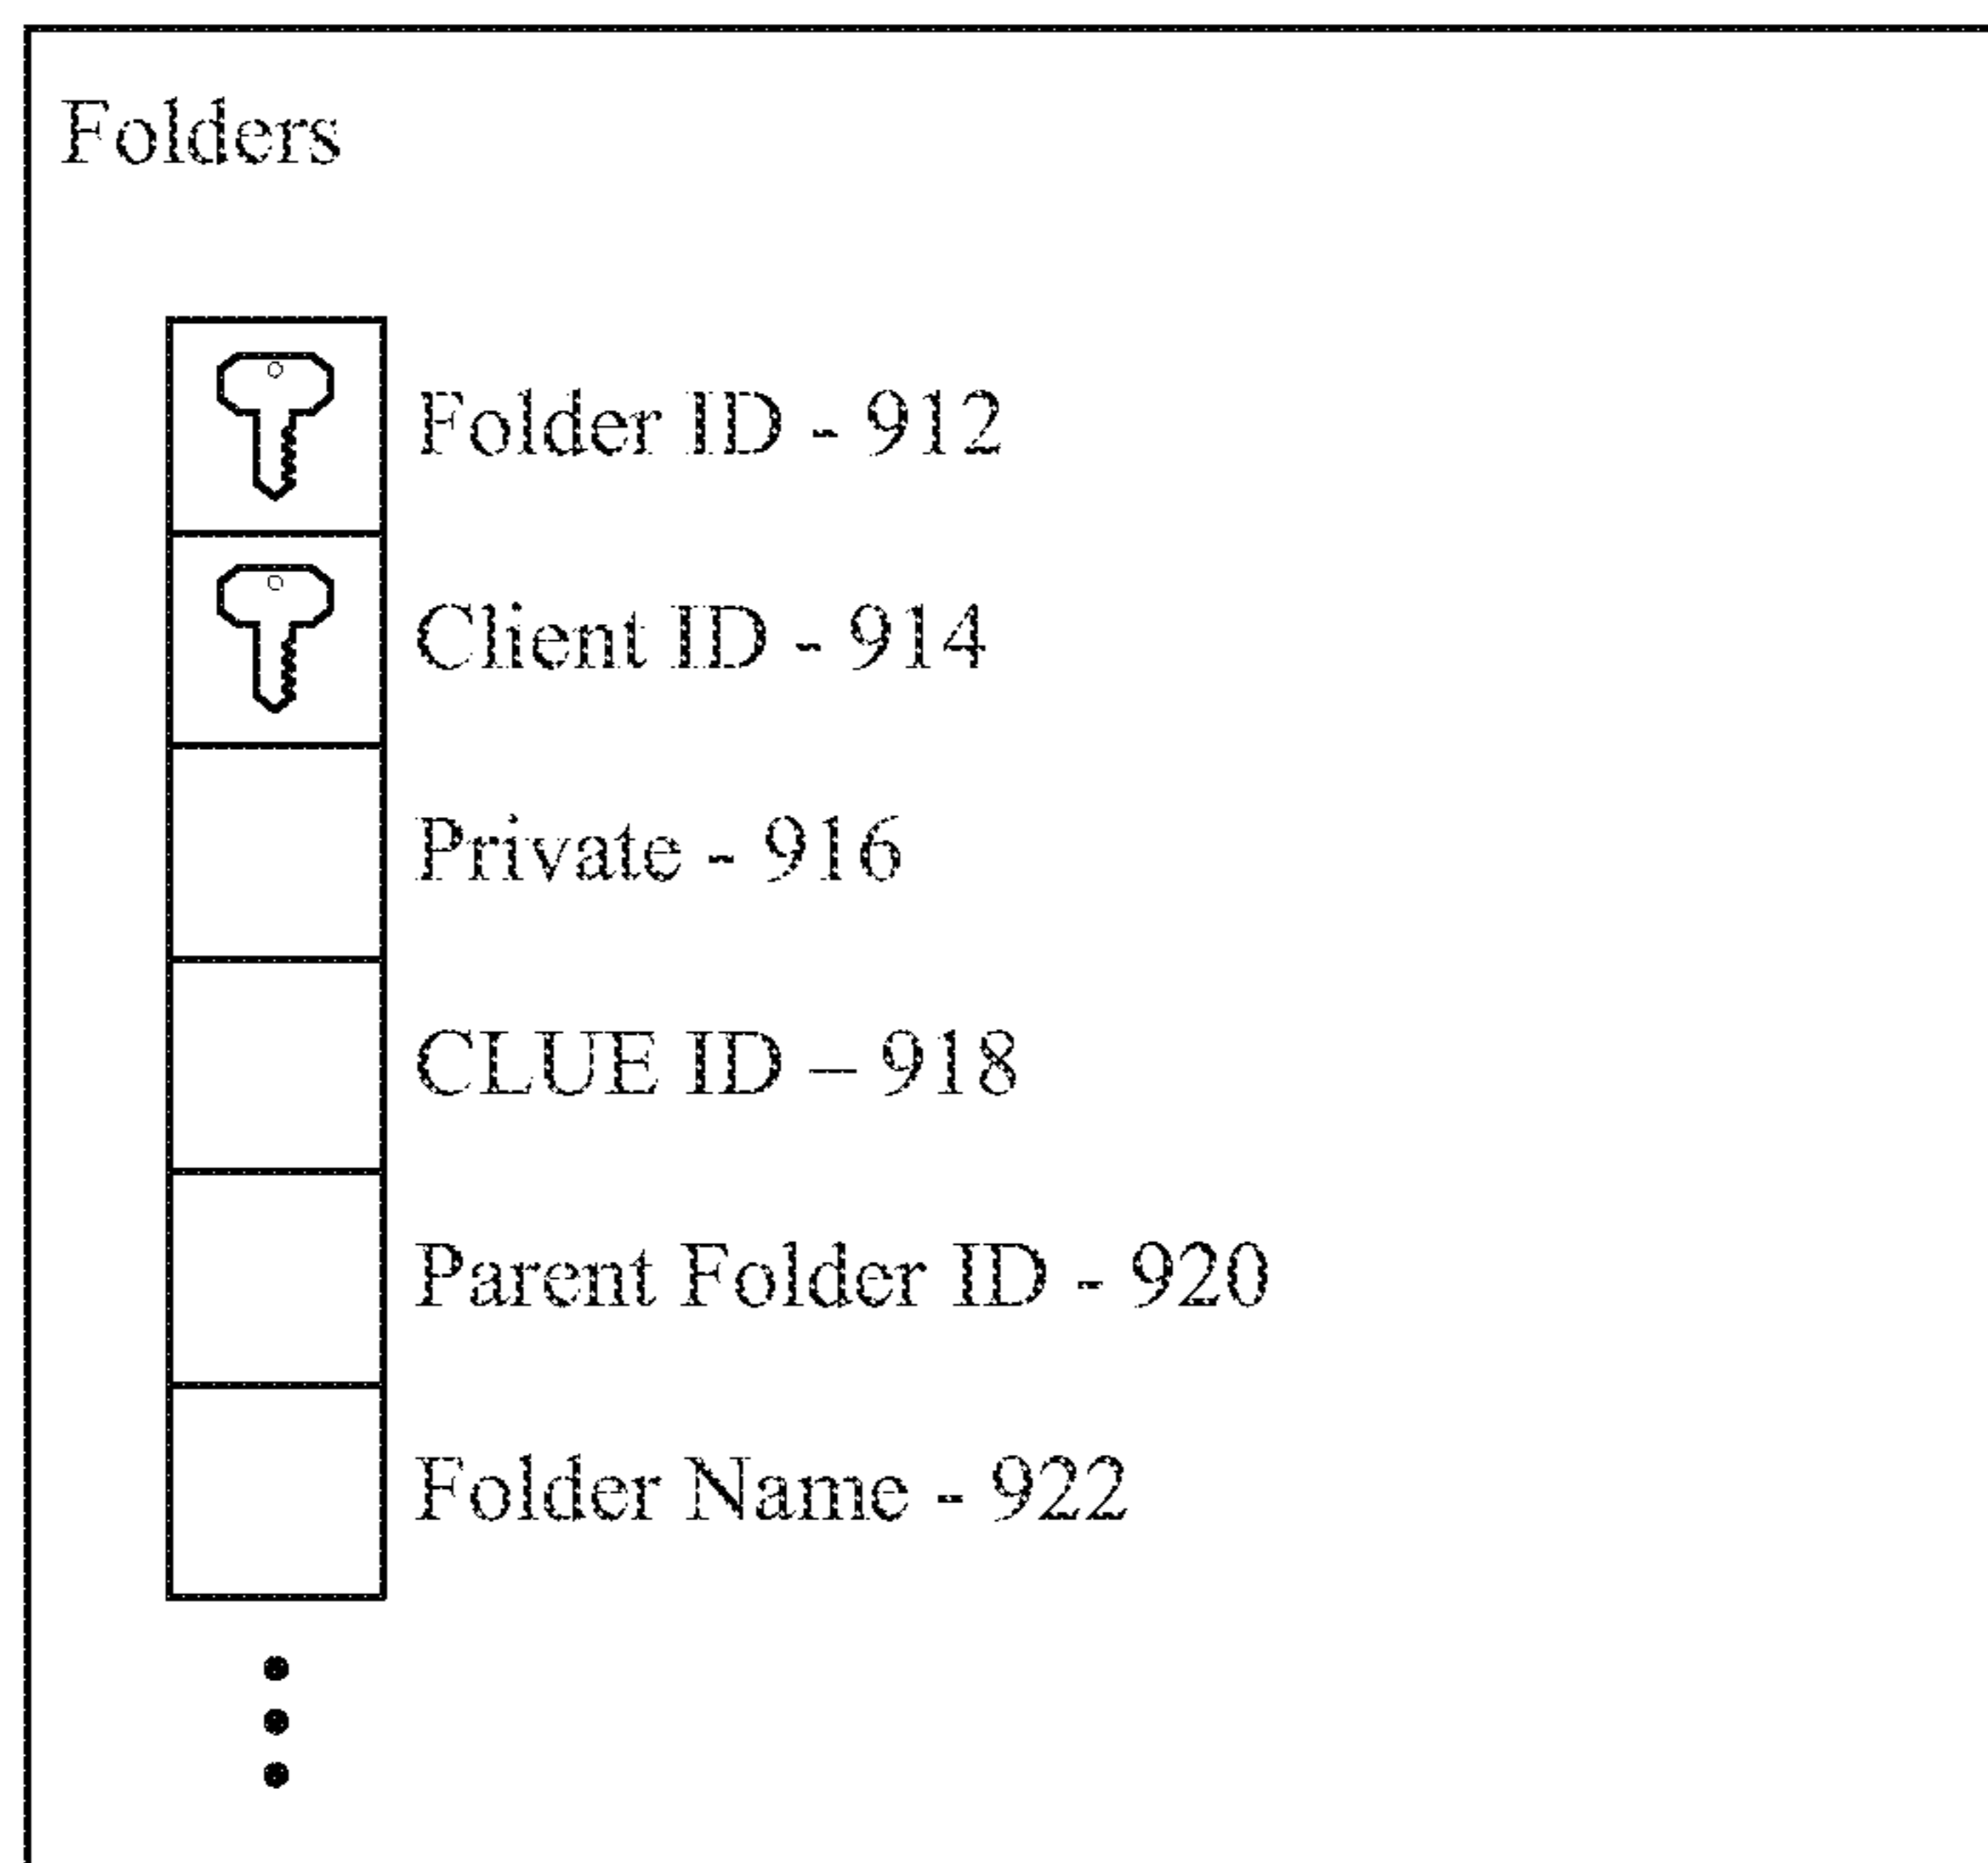 Folders
Folder ID - 912
Client ID - 914
Private - 916
CLUE ID – 918
Parent Folder ID - 920
Folder Name - 922